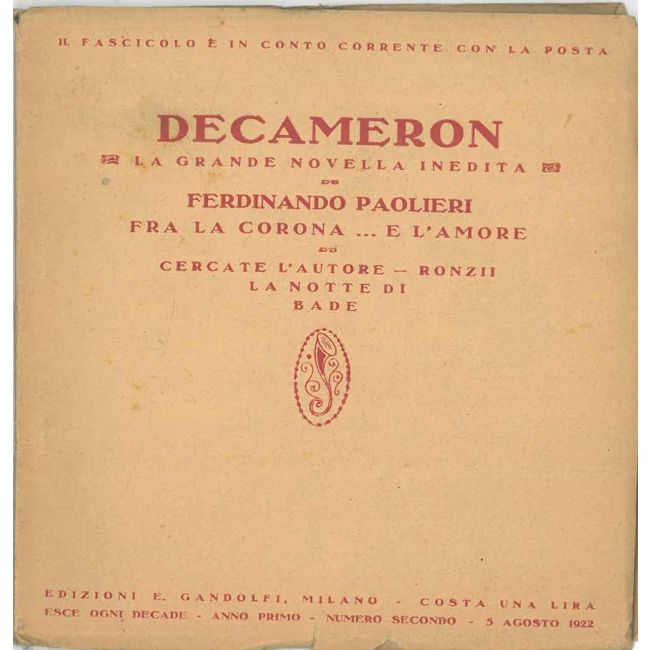 IL FASCICOLO È IN CONTO CORRENTE CON LA POSTA
DECAMERON
LA GRANDE NOVELLA INEDITA
FERDINANDO PAOLIERI
FRA LA CORONA ... E L'AMORE
CERCATE L'AUTORE — RONZII
LA NOTTE DI
BADE
EDIZIONI E. GANDOLFI, MILANO - COSTA UNA LIRA
ESCE OGNI DECADE - ANNO PRIMO - NUMERO SECONDO - 5 AGOSTO 1922